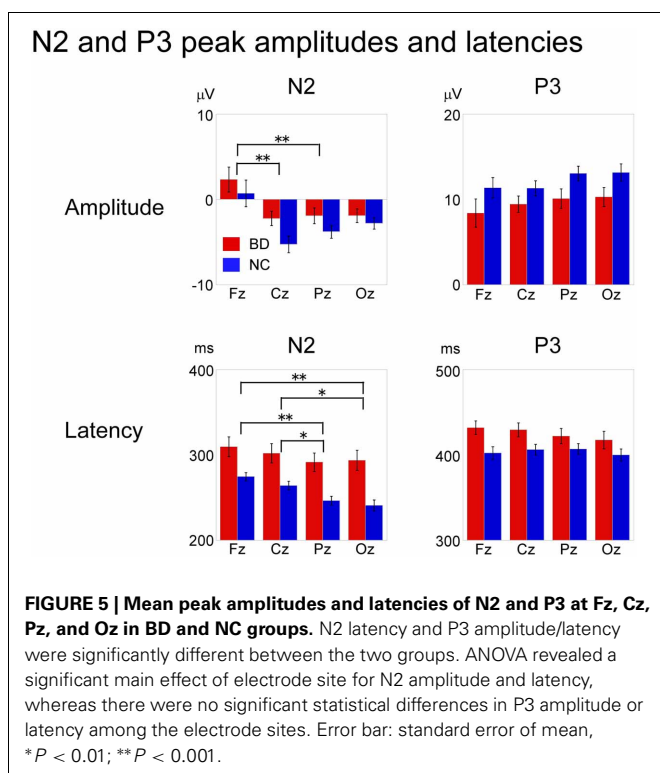 N2 and P3 peak amplitudes and latencies
N2
P3
Amplitude
μV
10
0
-10
**
**
BD
NC
Fz Cz Pz Oz
μV
20
10
0
Fz Cz Pz Oz
N2
P3
Latency
ms
400
300
200
**
*
**
*
Fz Cz Pz Oz
ms
500
400
300
Fz Cz Pz Oz
FIGURE 5 | Mean peak amplitudes and latencies of N2 and P3 at Fz, Cz,
Pz, and Oz in BD and NC groups. N2 latency and P3 amplitude/latency
were significantly different between the two groups. ANOVA revealed a
significant main effect of electrode site for N2 amplitude and latency,
whereas there were no significant statistical differences in P3 amplitude or
latency among the electrode sites. Error bar: standard error of mean,
*P < 0.01; **P < 0.001.